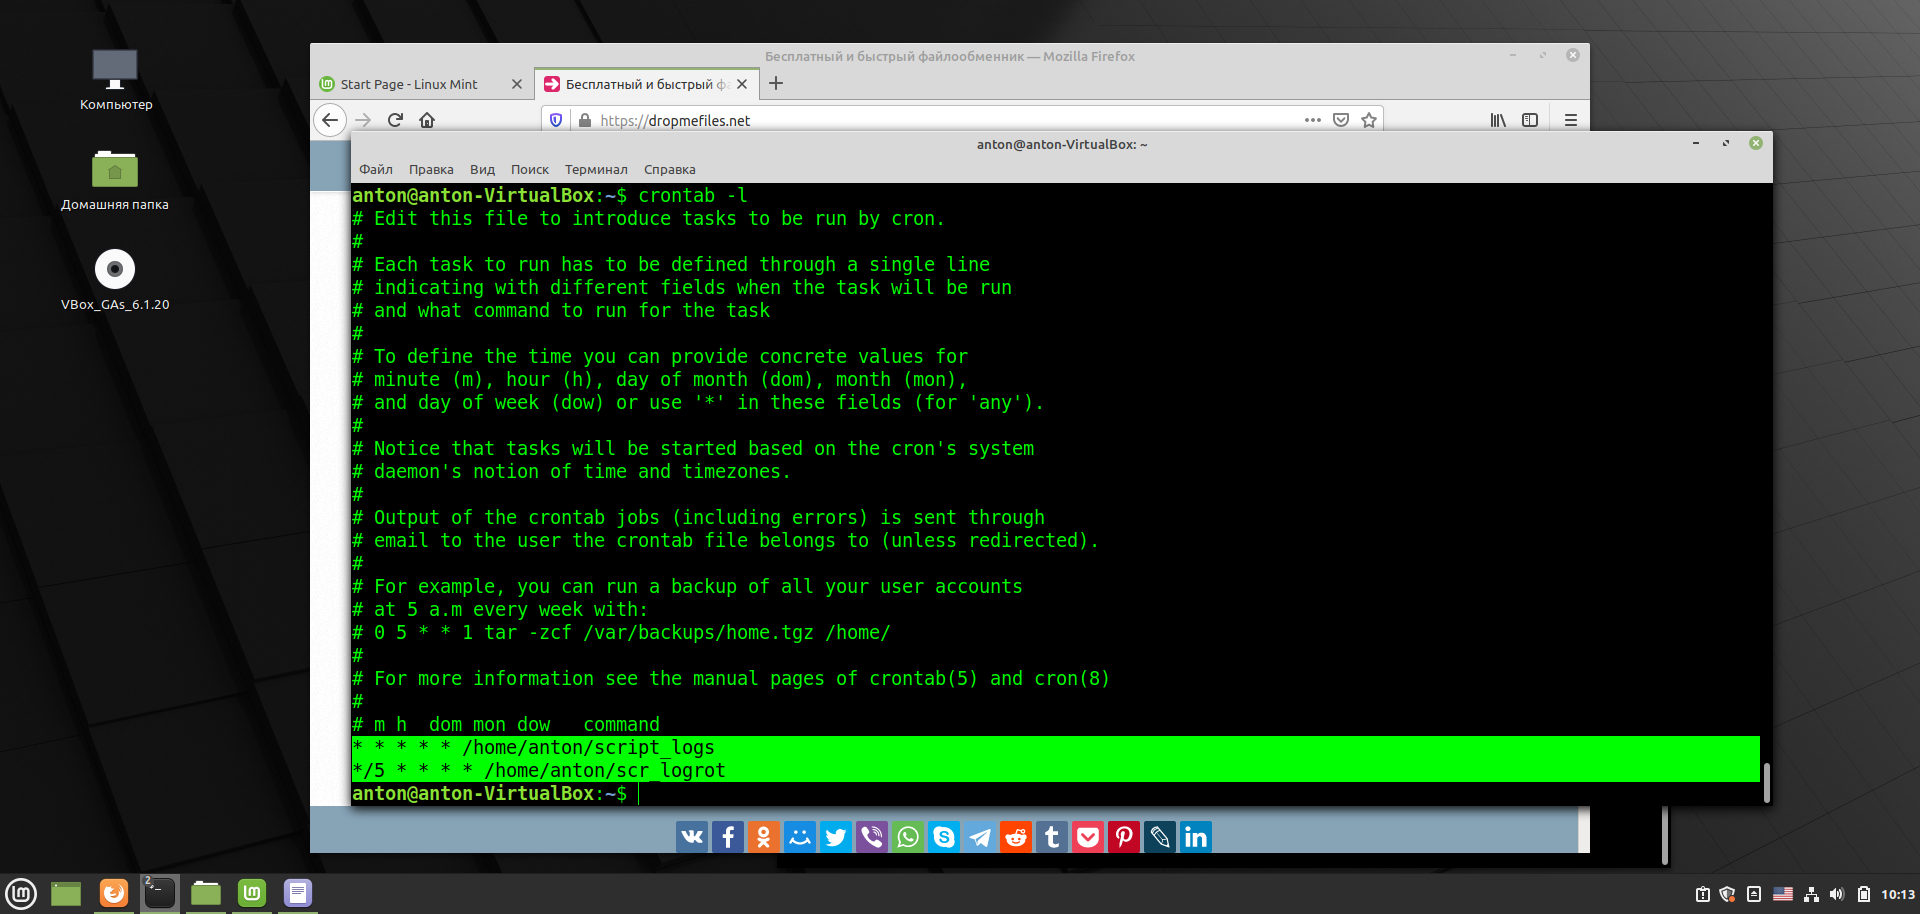 Компьютер
Домашняя папка
VBox_GAs_6.1.20
Бесплатный и быстрый файлообменник — Mozilla Firefox
Start Page - Linux Mint
Бесплатный и быстрый фа
https://dropmefiles.net
anton@anton-VirtualBox: ~
Файл Правка Вид Поиск Терминал Справка
anton@anton-VirtualBox:~$ crontab -l
# Edit this file to introduce tasks to be run by cron.
#
# Each task to run has to be defined through a single line
# indicating with different fields when the task will be run
# and what command to run for the task
#
# To define the time you can provide concrete values for
# minute (m), hour (h), day of month (dom), month (mon),
# and day of week (dow) or use '*' in these fields (for 'any').
#
# Notice that tasks will be started based on the cron's system
# daemon's notion of time and timezones.
#
# Output of the crontab jobs (including errors) is sent through
# email to the user the crontab file belongs to (unless redirected).
#
# For example, you can run a backup of all your user accounts
# at 5 a.m every week with:
# 0 5 * * 1 tar -zcf /var/backups/home.tgz /home/
#
# For more information see the manual pages of crontab(5) and cron(8)
#
# m h  dom mon dow   command
* * * * * /home/anton/script_logs
*/5 * * * * /home/anton/scr_logrot
anton@anton-VirtualBox:~$
2
10:13